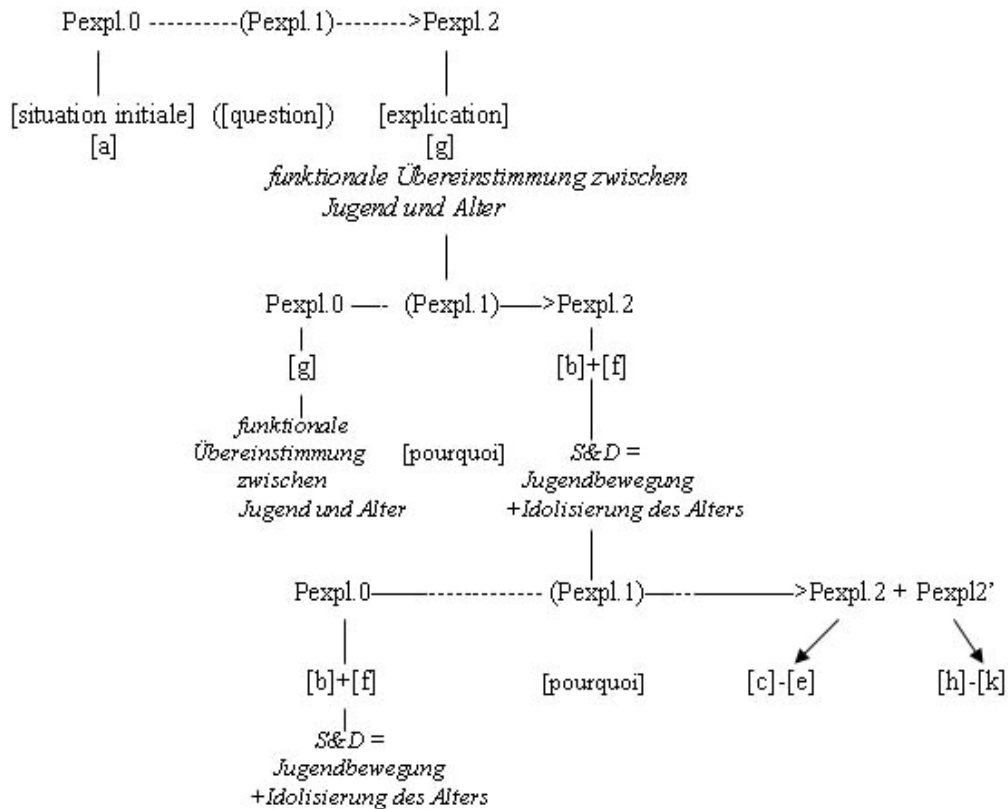 Pexpl.0 ----------(Pexpl.1)-------->Pexpl.2
[situation initiale] ([question]) [explication]
[a] [g]
funktionale Übereinstimmung zwischen
Jugend und Alter
Pexpl.0 —-- (Pexpl.1)——>Pexpl.2
[g] [b]+[f]
funktionale
Übereinstimmung [pourquoi] S&D =
zwischen Jugendbewegung
Jugend und Alter +Idolisierung des Alters
Pexpl.0——------------- (Pexpl.1)——-----——>Pexpl.2 + Pexpl2’
[b]+[f] [pourquoi] [c]-[e] [h]-[k]
S&D =
Jugendbewegung
+Idolisierung des Alters